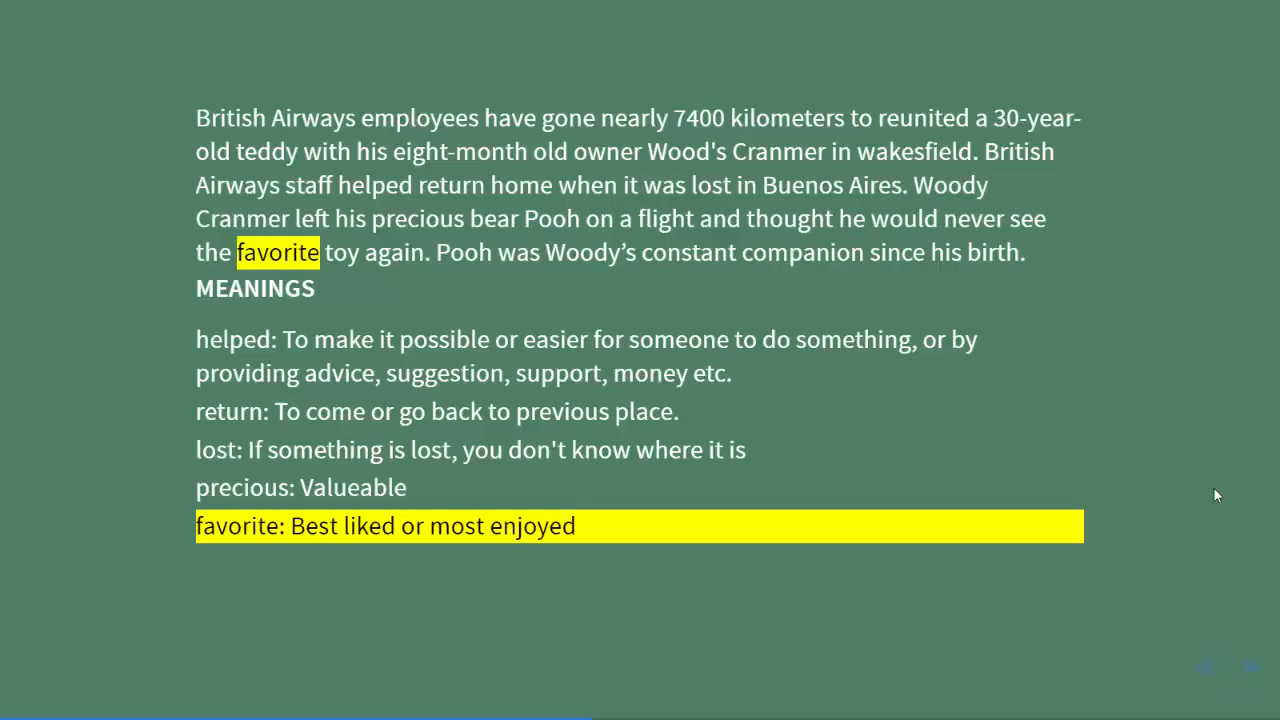 British Airways employees have gone nearly 7400 kilometers to reunited a 30-year-
old teddy with his eight-month old owner Wood's Cranmer in wakesfield. British
Airways staff helped return home when it was lost in Buenos Aires. Woody
Cranmer left his precious bear Pooh on a flight and thought he would never see
the favorite toy again. Pooh was Woody’s constant companion since his birth.
MEANINGS
helped: To make it possible or easier for someone to do something, or by
providing advice, suggestion, support, money etc.
return: To come or go back to previous place.
lost: If something is lost, you don't know where it is
precious: Valueable
favorite: Best liked or most enjoyed